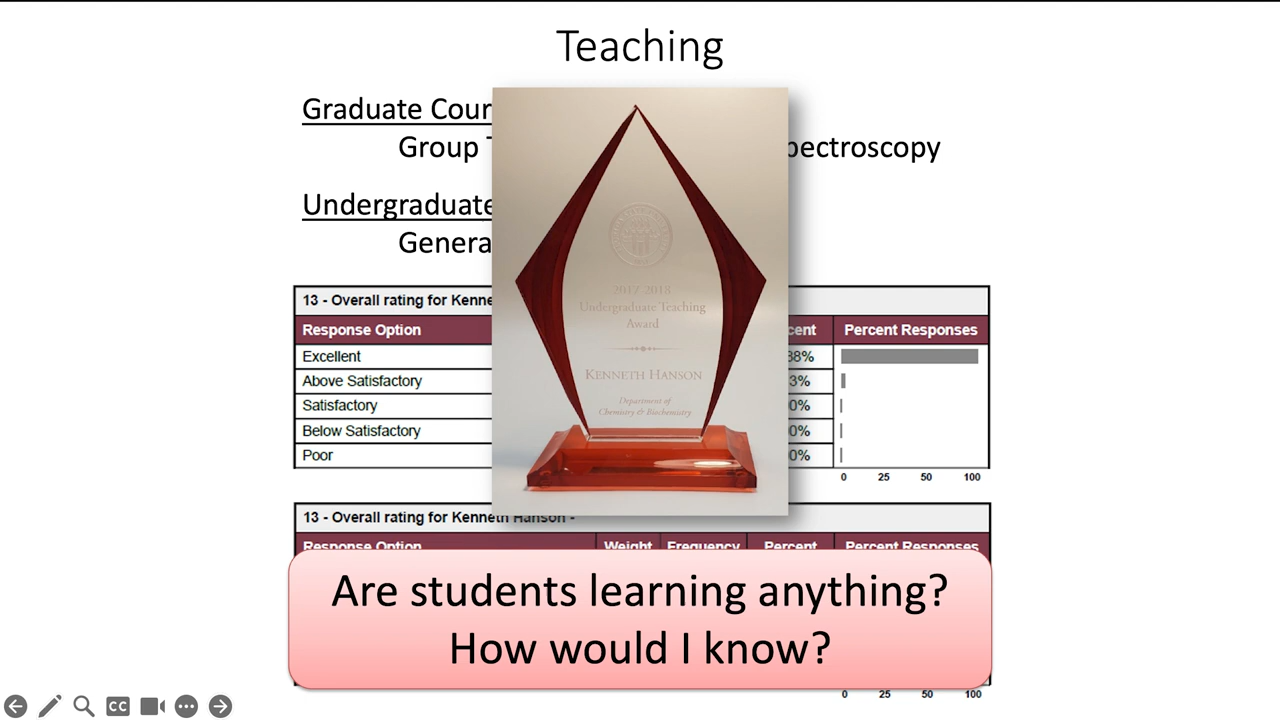 Teaching
Graduate Cour
Group pectroscopy
Undergraduate
Genera
13 - Overall rating for Kenne
Response Option cent Percent Responses
Excellent 88%
Above Satisfactory 3%
Satisfactory 0%
Below Satisfactory 0%
Poor 0%
0 25 50 100
2017-2018
Undergraduate Teaching
Award
KENNETH HANSON
Department of
Chemistry & Biochemistry
13 - Overall rating for Kenneth Hanson -
Response Option Weight Frequency Percent Percent Responses
Are students learning anything?
How would I know?
0 25 50 100
CC